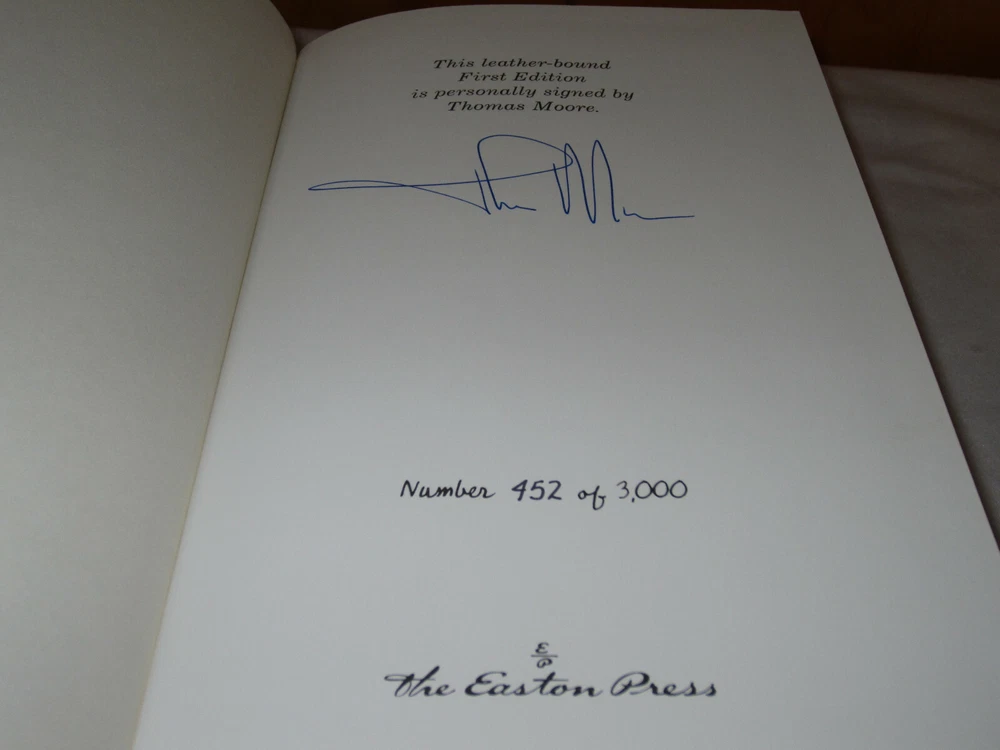 This leather-bound
First Edition
is personally signed by
Thomas Moore.
Number 452 of 3,000
E
P
The Easton Press